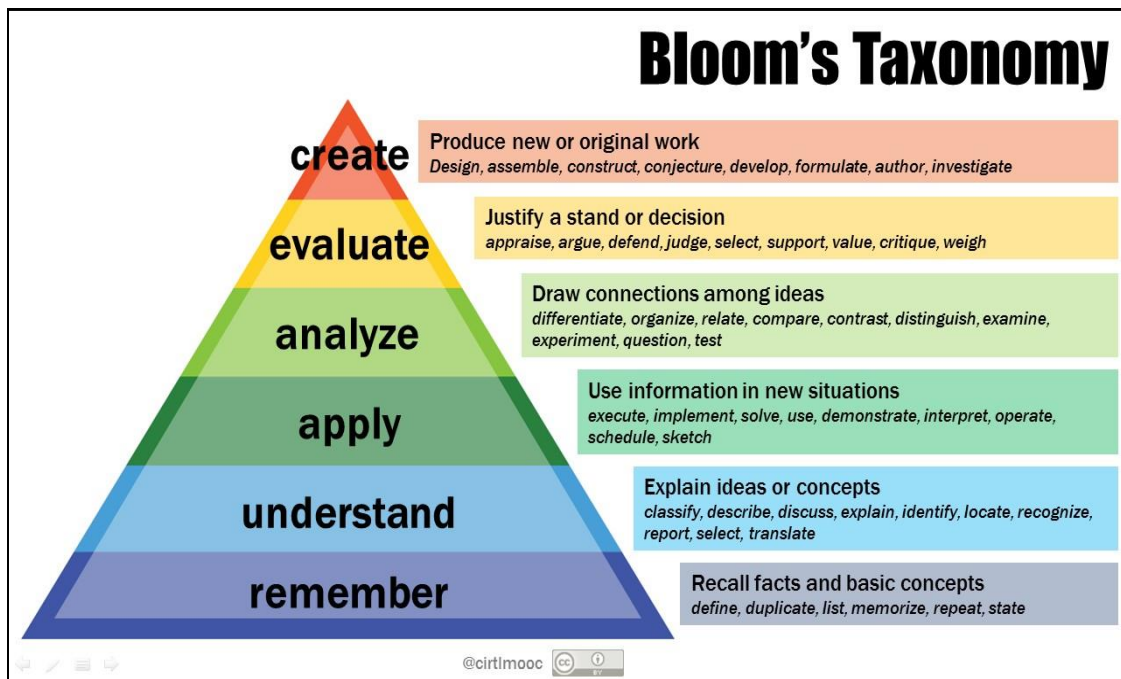 Bloom's Taxonomy
create
Produce new or original work
Design, assemble, construct, conjecture, develop, formulate, author, investigate
evaluate
Justify a stand or decision
appraise, argue, defend, judge, select, support, value, critique, weigh
analyze
Draw connections among ideas
differentiate, organize, relate, compare, contrast, distinguish, examine,
experiment, question, test
apply
Use information in new situations
execute, implement, solve, use, demonstrate, interpret, operate,
schedule, sketch
understand
Explain ideas or concepts
classify, describe, discuss, explain, identify, locate, recognize,
report, select, translate
remember
Recall facts and basic concepts
define, duplicate, list, memorize, repeat, state
@cirtlmooc
cc
BY